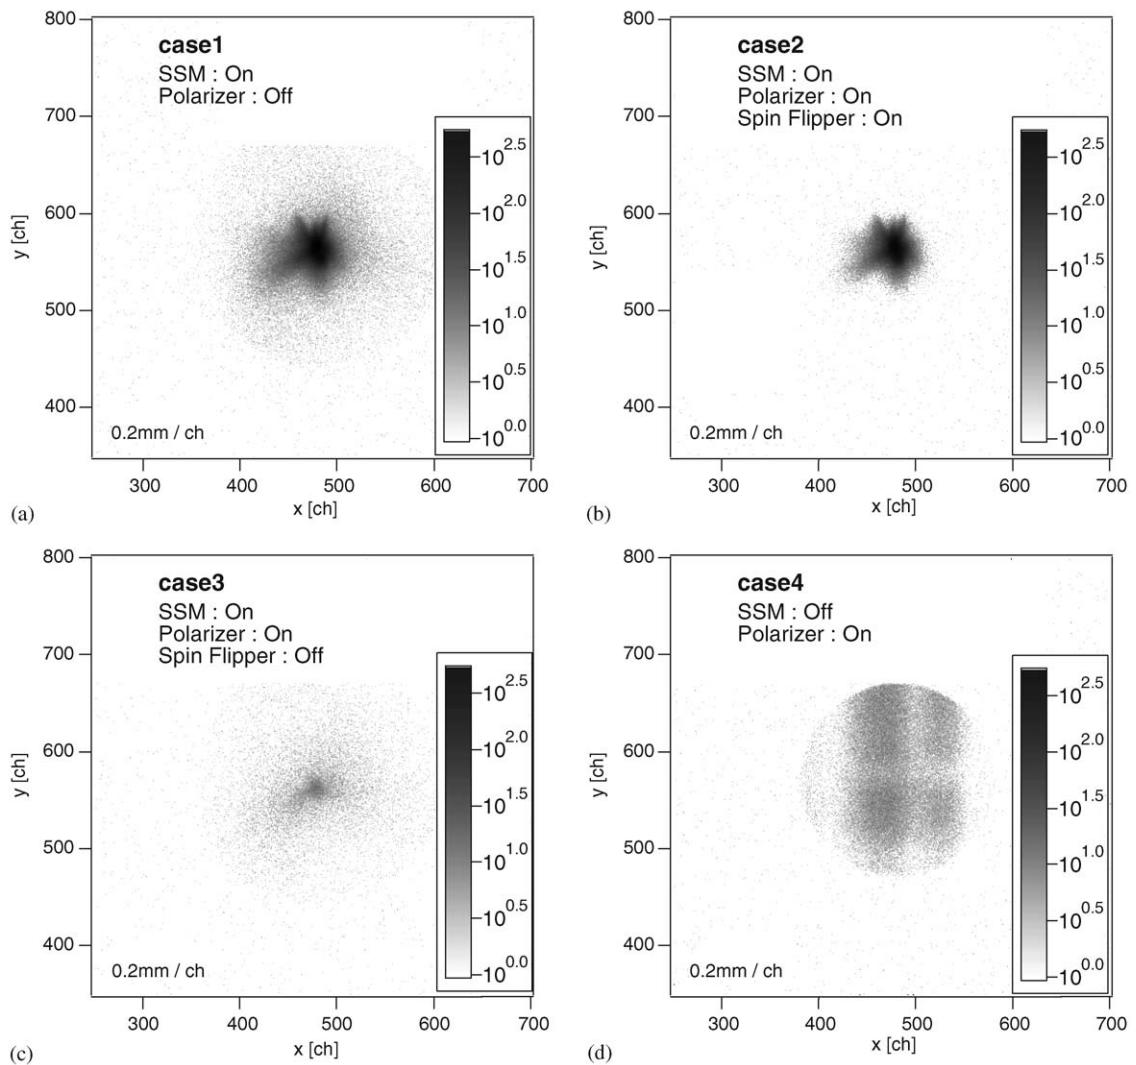 case1
SSM : On
Polarizer : Off
800
700
600
500
400
y [ch]
10^2.5
10^2.0
10^1.5
10^1.0
10^0.5
10^0.0
0.2mm / ch
300 400 500 600 700
x [ch]
(a)
case2
SSM : On
Polarizer : On
Spin Flipper : On
800
700
600
500
400
y [ch]
10^2.5
10^2.0
10^1.5
10^1.0
10^0.5
10^0.0
0.2mm / ch
300 400 500 600 700
x [ch]
(b)
case3
SSM : On
Polarizer : On
Spin Flipper : Off
800
700
600
500
400
y [ch]
10^2.5
10^2.0
10^1.5
10^1.0
10^0.5
10^0.0
0.2mm / ch
300 400 500 600 700
x [ch]
(c)
case4
SSM : Off
Polarizer : On
800
700
600
500
400
y [ch]
10^2.5
10^2.0
10^1.5
10^1.0
10^0.5
10^0.0
0.2mm / ch
300 400 500 600 700
x [ch]
(d)